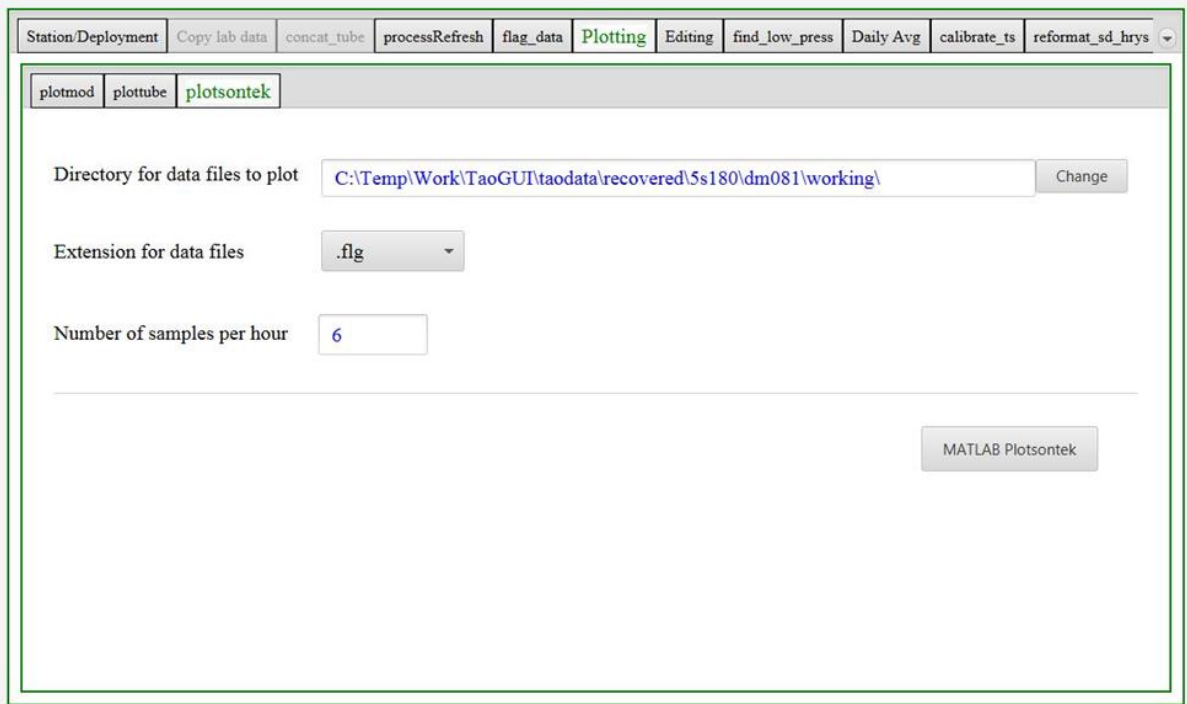 Station/Deployment Copy lab data concat_tube processRefresh flag_data Plotting Editing find_low_press Daily Avg calibrate_ts reformat_sd_hrys
plotmod plottube plotsontek
Directory for data files to plot C:\Temp\Work\TaoGUI\taodata\recovered\5s180\dm081\working\ Change
Extension for data files .flg
Number of samples per hour 6
MATLAB Plotsontek